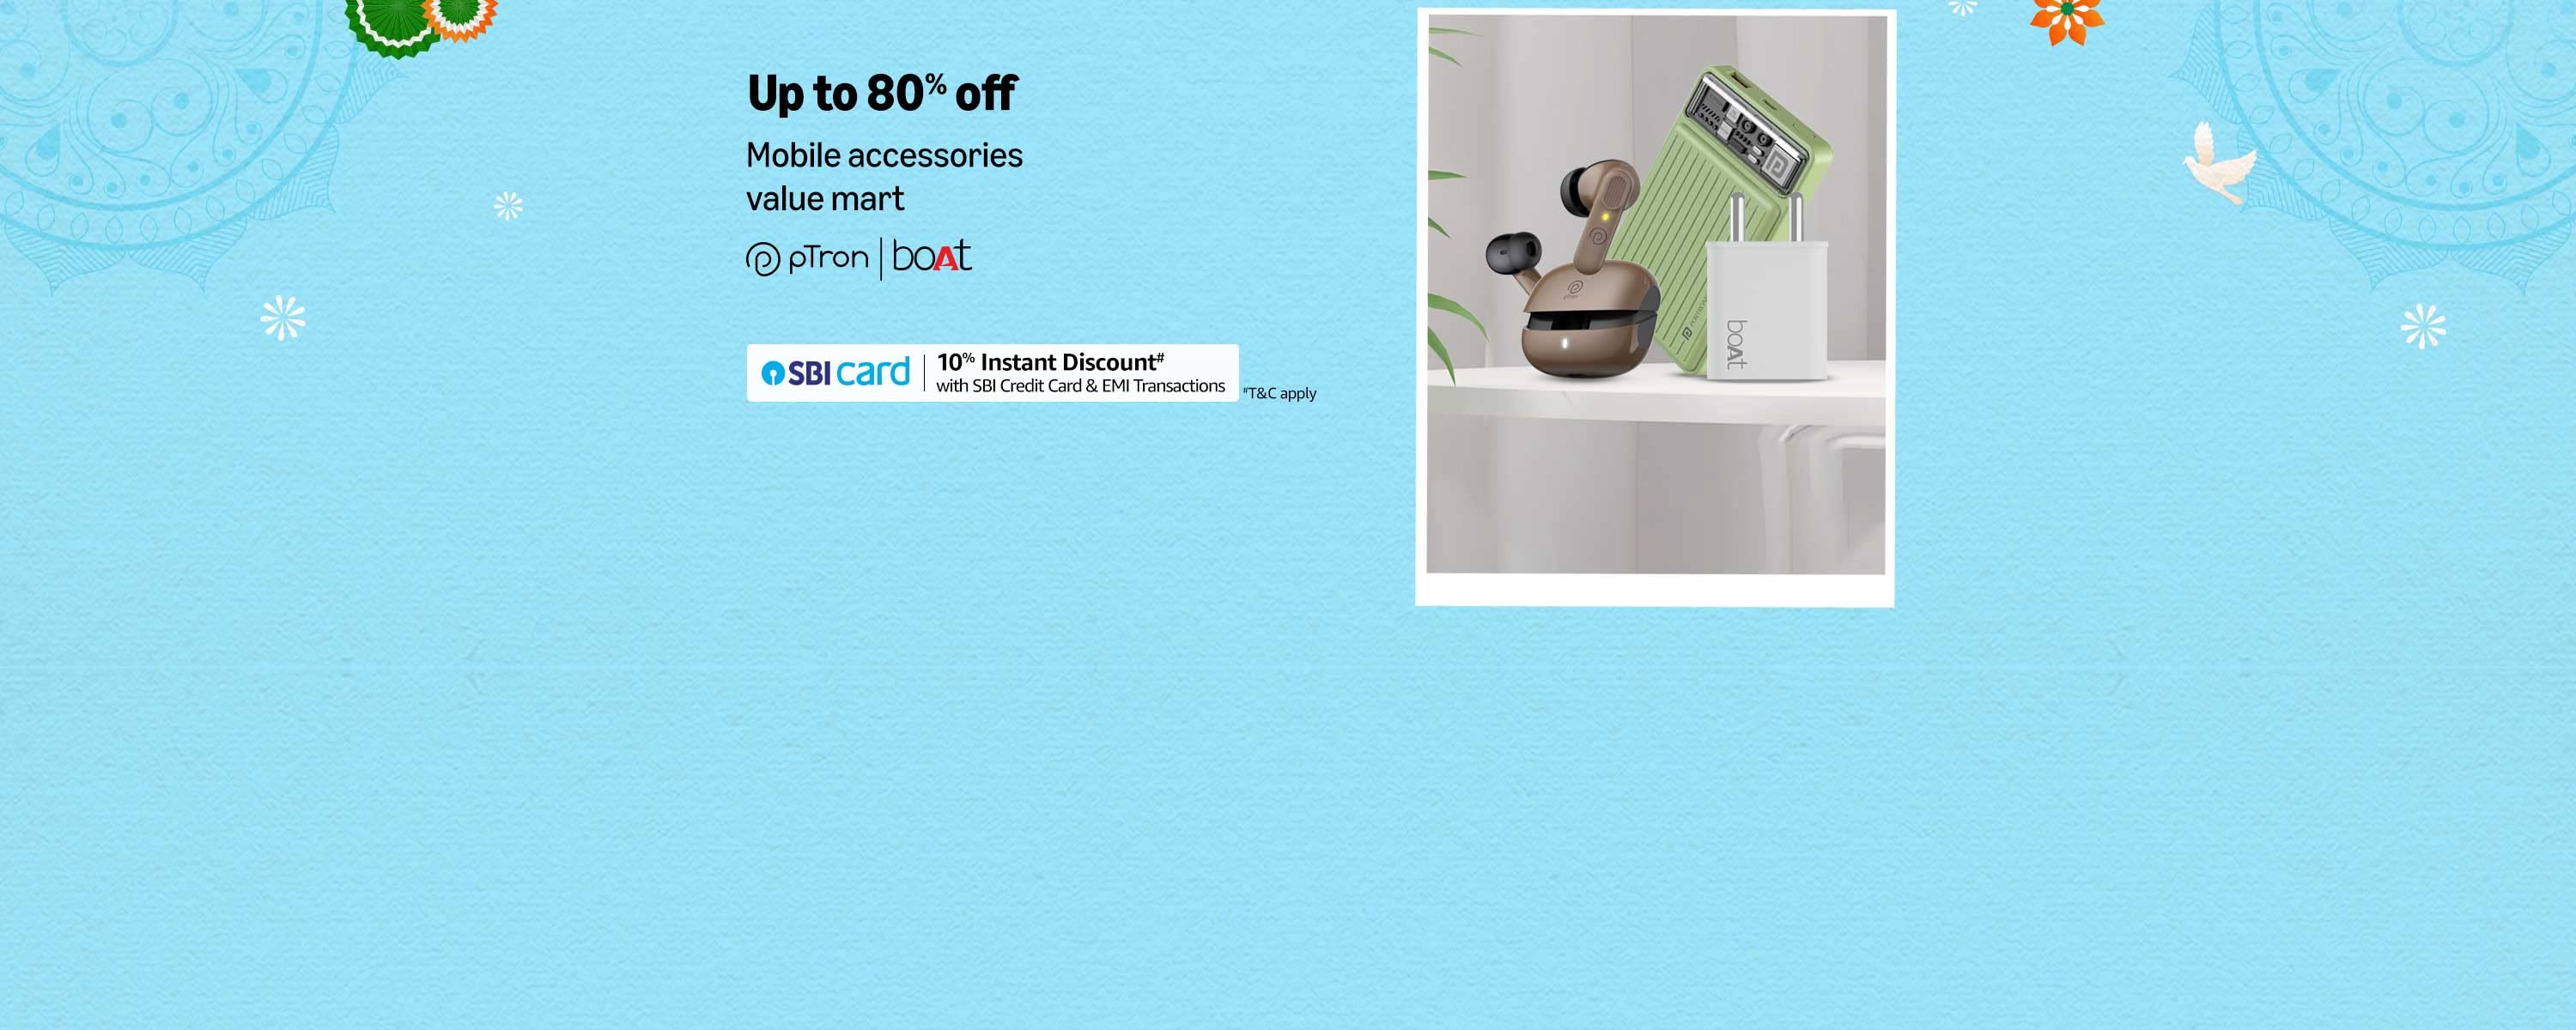 Up to 80% off
Mobile accessories
value mart
pTron | boAt
SBI card | 10% Instant Discount#
with SBI Credit Card & EMI Transactions
#T&C apply
boAt